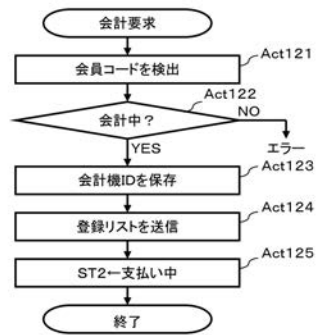 会計要求
Act121
会員コードを検出
Act122
会計中?
NO
エラー
YES
Act123
会計機IDを保存
Act124
登録リストを送信
Act125
ST2←支払い中
終了